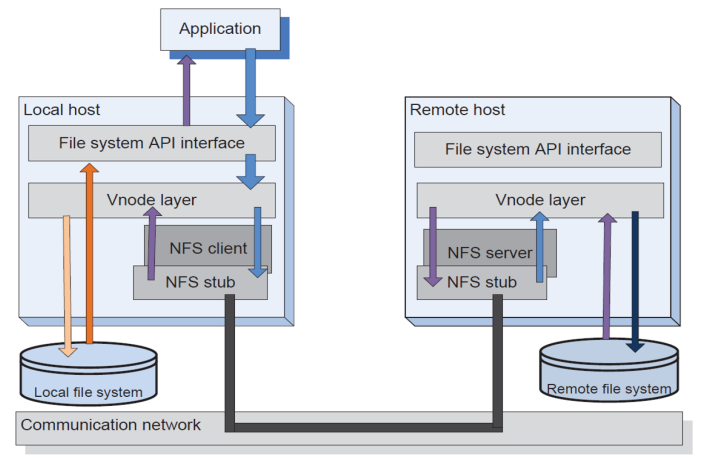 Application
Local host
File system API interface
Vnode layer
NFS client
NFS stub
Local file system
Remote host
File system API interface
Vnode layer
NFS server
NFS stub
Remote file system
Communication network